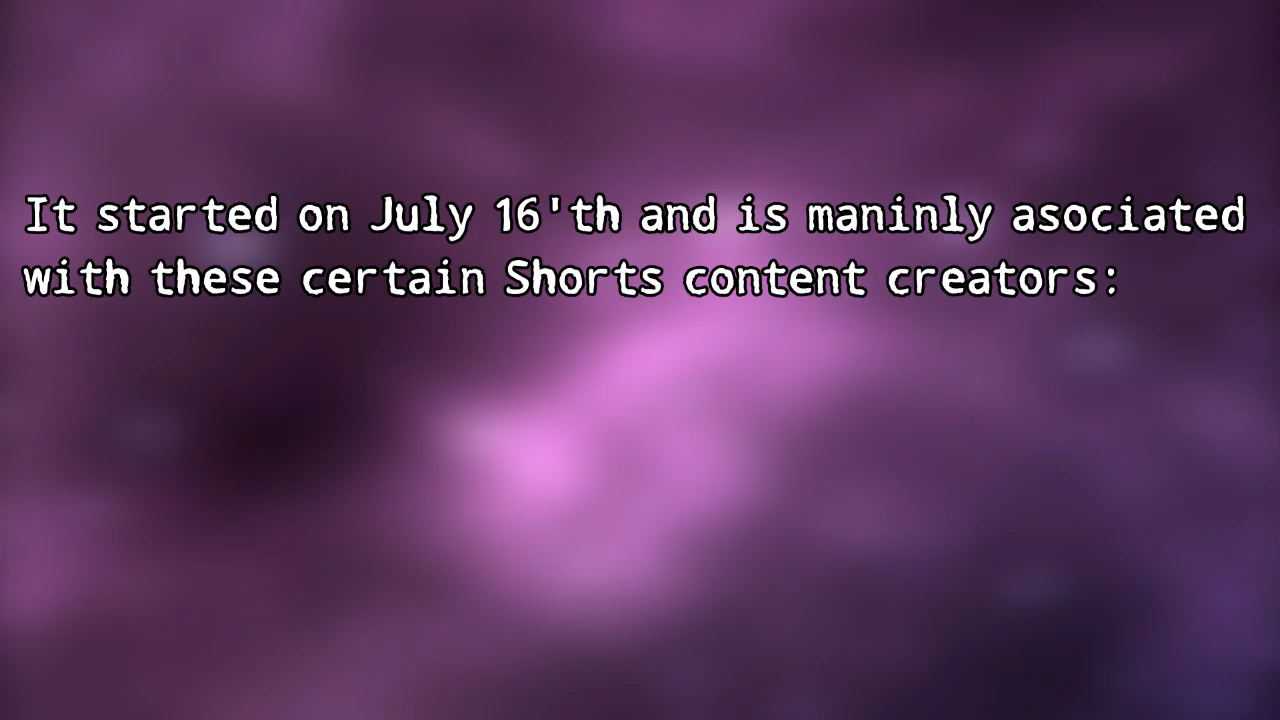 It started on July 16'th and is maninly asociated
with these certain Shorts content creators: